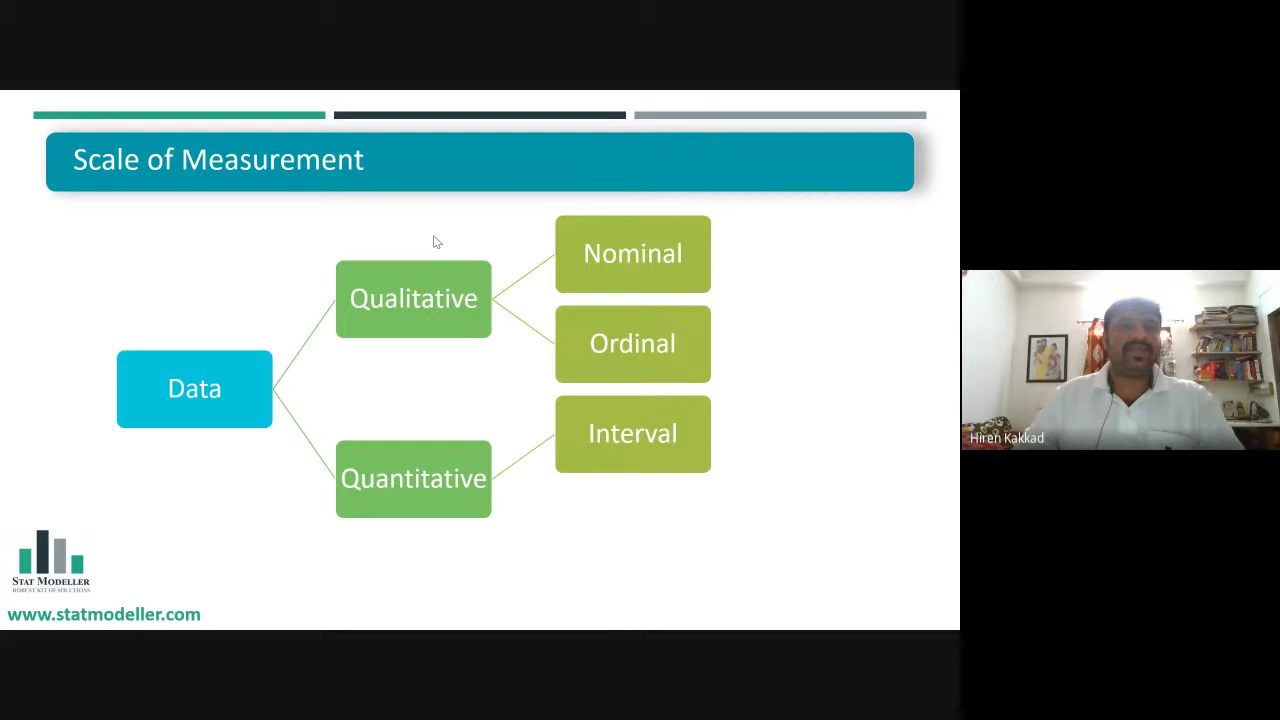 Scale of Measurement
Nominal
Qualitative
Ordinal
Data
Interval
Quantitative
STAT MODELLER
ROBUST KIT OF SOLUTIONS
www.statmodeller.com
Hiren Kakkad